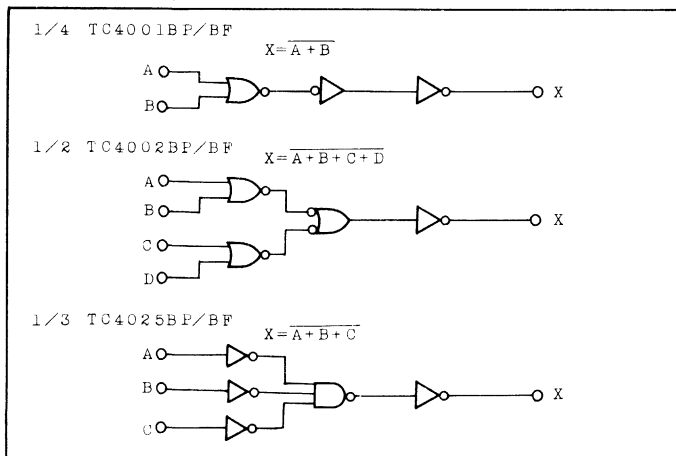 1/4 TC4001BP/BF
X=A+B
A
B
X
1/2 TC4002BP/BF
X=A+B+C+D
A
B
C
D
X
1/3 TC4025BP/BF
X=A+B+C
A
B
C
X